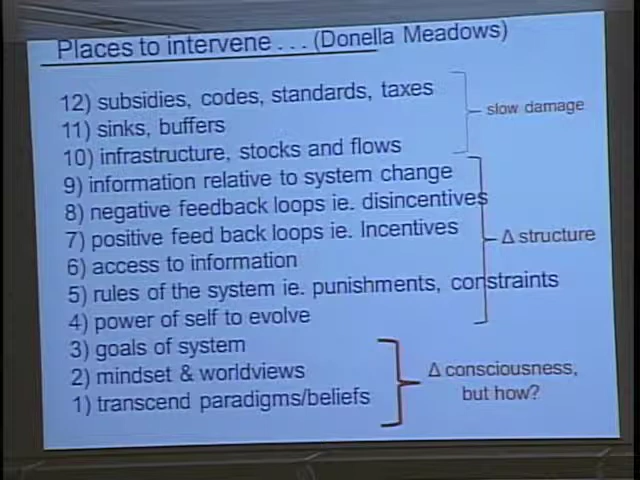 Places to intervene . . . (Donella Meadows)
12) subsidies, codes, standards, taxes
11) sinks, buffers
slow damage
10) infrastructure, stocks and flows
9) information relative to system change
8) negative feedback loops ie. disincentives
7) positive feed back loops ie. Incentives
Δ structure
6) access to information
5) rules of the system ie. punishments, constraints
4) power of self to evolve
3) goals of system
2) mindset & worldviews
1) transcend paradigms/beliefs
Δ consciousness,
but how?